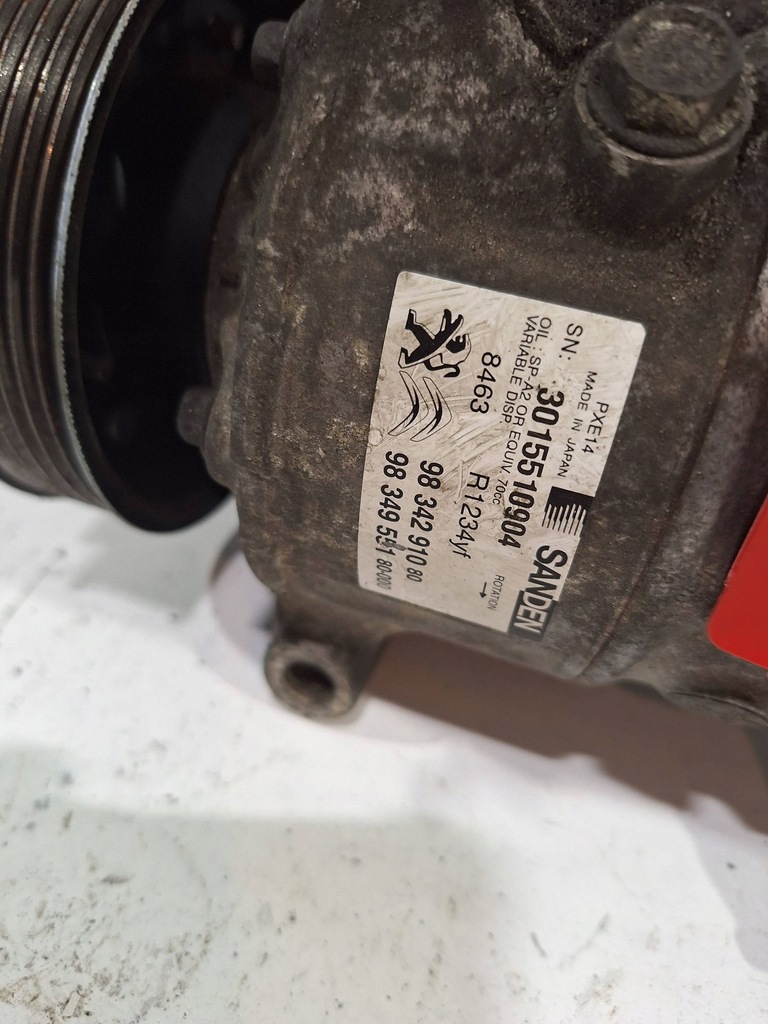 PXE14
MADE IN JAPAN
SANDEN
SN: 3015510904
OIL: SP-A2 OR EQUIV. 70cc
VARIABLE DISP.
ROTATION
8463 R1234yf
98 342 910 80
98 349 80-000